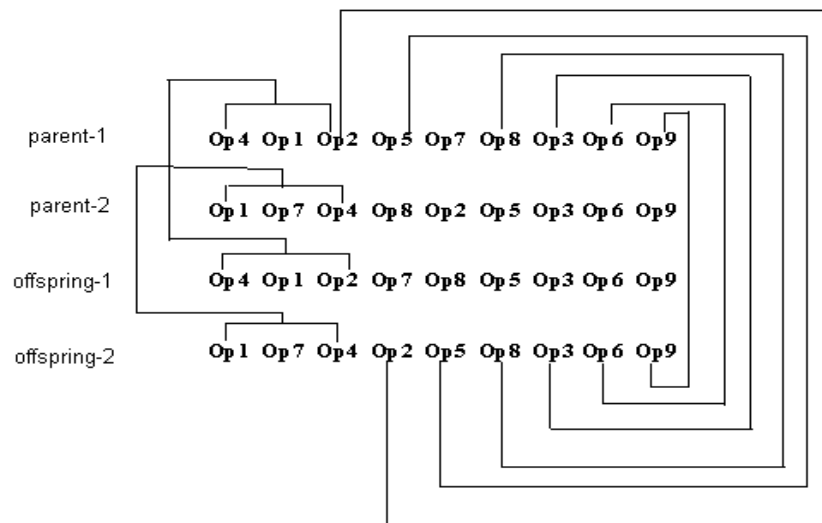 parent-1 Op4 Op1 Op2 Op5 Op7 Op8 Op3 Op6 Op9
parent-2 Op1 Op7 Op4 Op8 Op2 Op5 Op3 Op6 Op9
offspring-1 Op4 Op1 Op2 Op7 Op8 Op5 Op3 Op6 Op9
offspring-2 Op1 Op7 Op4 Op2 Op5 Op8 Op3 Op6 Op9